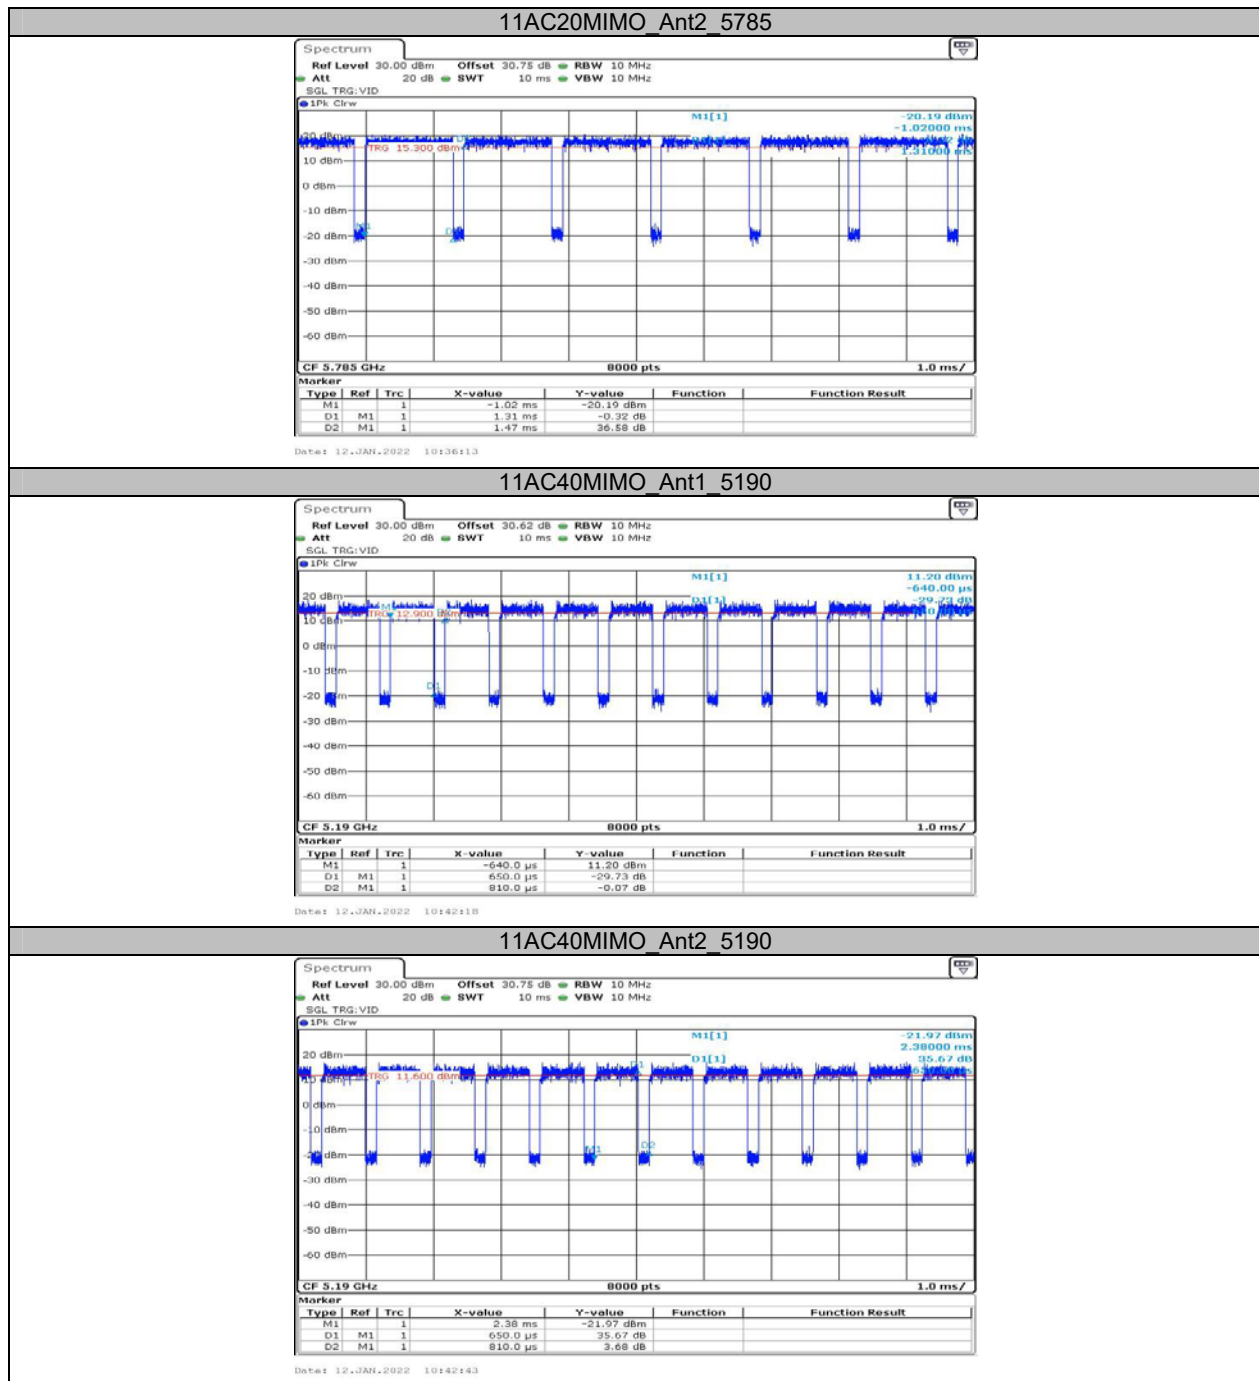 11AC20MIMO_Ant2_5785
Spectrum
Ref Level 30.00 dBm Offset 30.75 dB RBW 10 MHz
Att 20 dB SWT 10 ms VBW 10 MHz
SGL TRG:VID
1Pk Clrw
M1[1] -20.19 dBm
-1.02000 ms
1.31000 ms
20 dBm
TRG 15.300 dBm
10 dBm
0 dBm
-10 dBm
M1
-20 dBm
-30 dBm
-40 dBm
-50 dBm
-60 dBm
CF 5.785 GHz 8000 pts 1.0 ms/
Marker
Type Ref Trc X-value Y-value Function Function Result
M1 1 -1.02 ms -20.19 dBm
D1 M1 1 1.31 ms -0.32 dB
D2 M1 1 1.47 ms 36.58 dB
Date: 12.JAN.2022 10:36:13
11AC40MIMO_Ant1_5190
Spectrum
Ref Level 30.00 dBm Offset 30.62 dB RBW 10 MHz
Att 20 dB SWT 10 ms VBW 10 MHz
SGL TRG:VID
1Pk Clrw
M1[1] 11.20 dBm
-640.00 µs
D1[1] -29.73 dB
20 dBm
M1
TRG 12.900 dBm
10 dBm
0 dBm
-10 dBm
D1
-20 dBm
-30 dBm
-40 dBm
-50 dBm
-60 dBm
CF 5.19 GHz 8000 pts 1.0 ms/
Marker
Type Ref Trc X-value Y-value Function Function Result
M1 1 -640.0 µs 11.20 dBm
D1 M1 1 650.0 µs -29.73 dB
D2 M1 1 810.0 µs -0.07 dB
Date: 12.JAN.2022 10:42:18
11AC40MIMO_Ant2_5190
Spectrum
Ref Level 30.00 dBm Offset 30.75 dB RBW 10 MHz
Att 20 dB SWT 10 ms VBW 10 MHz
SGL TRG:VID
1Pk Clrw
M1[1] -21.97 dBm
2.38000 ms
20 dBm
D1 D1[1] 35.67 dB
TRG 11.600 dBm
10 dBm
0 dBm
-10 dBm
M1 D2
-20 dBm
-30 dBm
-40 dBm
-50 dBm
-60 dBm
CF 5.19 GHz 8000 pts 1.0 ms/
Marker
Type Ref Trc X-value Y-value Function Function Result
M1 1 2.38 ms -21.97 dBm
D1 M1 1 650.0 µs 35.67 dB
D2 M1 1 810.0 µs 3.68 dB
Date: 12.JAN.2022 10:42:43